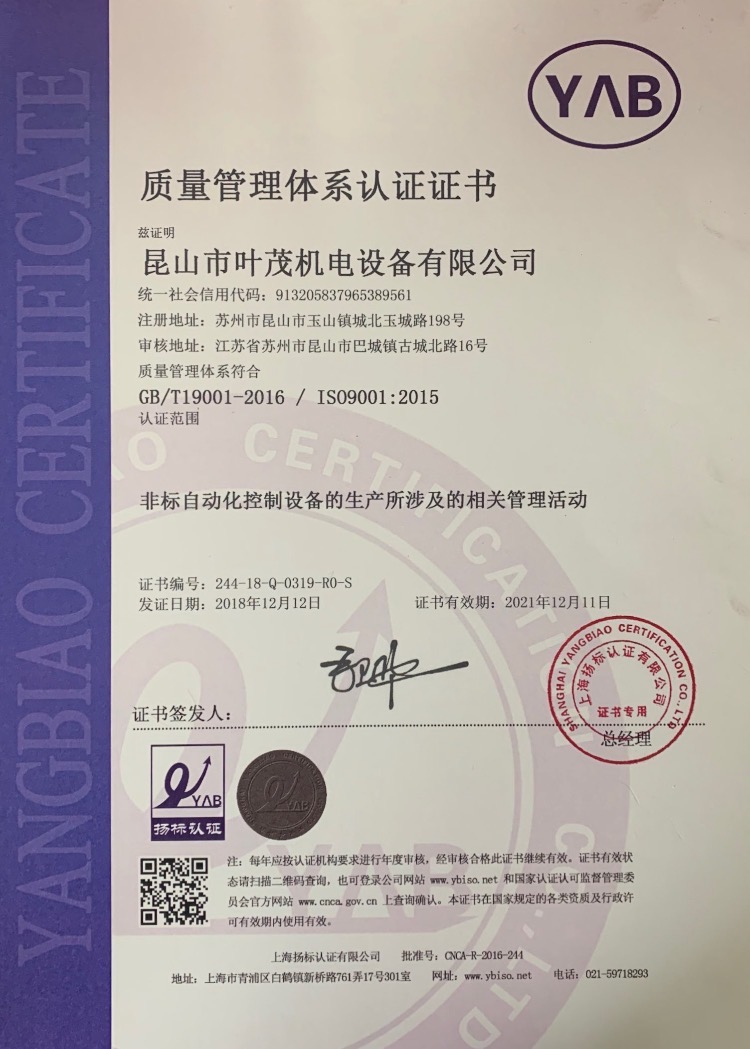 YANGBIAO CERTIFICATE
YAB
质量管理体系认证证书
兹证明
昆山市叶茂机电设备有限公司
统一社会信用代码：913205837965389561
注册地址：苏州市昆山市玉山镇城北玉城路198号
审核地址：江苏省苏州市昆山市巴城镇古城北路16号
质量管理体系符合
GB/T19001-2016 / ISO9001:2015
认证范围
非标自动化控制设备的生产所涉及的相关管理活动
证书编号：244-18-Q-0319-R0-S
发证日期：2018年12月12日 证书有效期：2021年12月11日
证书签发人：
SHANGHAI YANGBIAO CERTIFICATION CO.,LTD
上海扬标认证有限公司
证书专用
总经理
YAB
扬标认证
YAB
注：每年应按认证机构要求进行年度审核，经审核合格此证书继续有效。证书有效状
态请扫描二维码查询，也可登录公司网站 www.ybiso.net 和国家认证认可监督管理委
员会官方网站 www.cnca.gov.cn 上查询确认。本证书在国家规定的各类资质及行政许
可有效期内使用有效。
上海扬标认证有限公司 批准号：CNCA-R-2016-244
地址：上海市青浦区白鹤镇新桥路761弄17号301室 网址：www.ybiso.net 电话：021-59718293